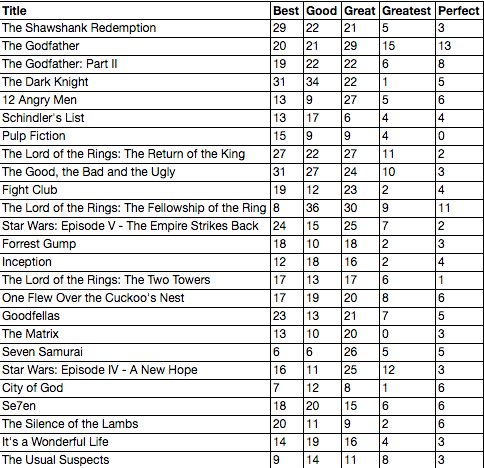 Title Best Good Great Greatest Perfect
The Shawshank Redemption 29 22 21 5 3
The Godfather 20 21 29 15 13
The Godfather: Part II 19 22 22 6 8
The Dark Knight 31 34 22 1 5
12 Angry Men 13 9 27 5 6
Schindler's List 13 17 6 4 4
Pulp Fiction 15 9 9 4 0
The Lord of the Rings: The Return of the King 27 22 27 11 2
The Good, the Bad and the Ugly 31 27 24 10 3
Fight Club 19 12 23 2 4
The Lord of the Rings: The Fellowship of the Ring 8 36 30 9 11
Star Wars: Episode V - The Empire Strikes Back 24 15 25 7 2
Forrest Gump 18 10 18 2 3
Inception 12 18 16 2 4
The Lord of the Rings: The Two Towers 17 13 17 6 1
One Flew Over the Cuckoo's Nest 17 19 20 8 6
Goodfellas 23 13 21 7 5
The Matrix 13 10 20 0 3
Seven Samurai 6 6 26 5 5
Star Wars: Episode IV - A New Hope 16 11 25 12 3
City of God 7 12 8 1 6
Se7en 18 20 15 6 6
The Silence of the Lambs 20 11 9 2 6
It's a Wonderful Life 14 19 16 4 3
The Usual Suspects 9 14 11 8 3